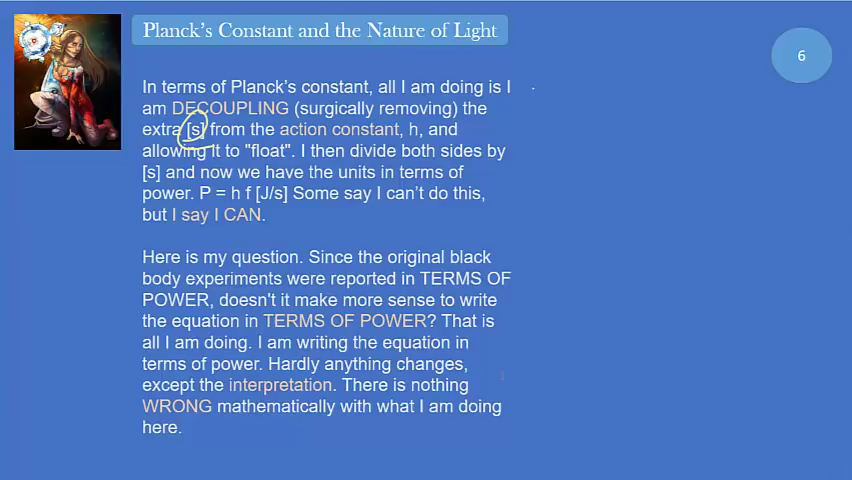 Planck's Constant and the Nature of Light
6
In terms of Planck's constant, all I am doing is I
am DECOUPLING (surgically removing) the
extra [s] from the action constant, h, and
allowing it to "float". I then divide both sides by
[s] and now we have the units in terms of
power. P = h f [J/s] Some say I can't do this,
but I say I CAN.
Here is my question. Since the original black
body experiments were reported in TERMS OF
POWER, doesn't it make more sense to write
the equation in TERMS OF POWER? That is
all I am doing. I am writing the equation in
terms of power. Hardly anything changes,
except the interpretation. There is nothing
WRONG mathematically with what I am doing
here.